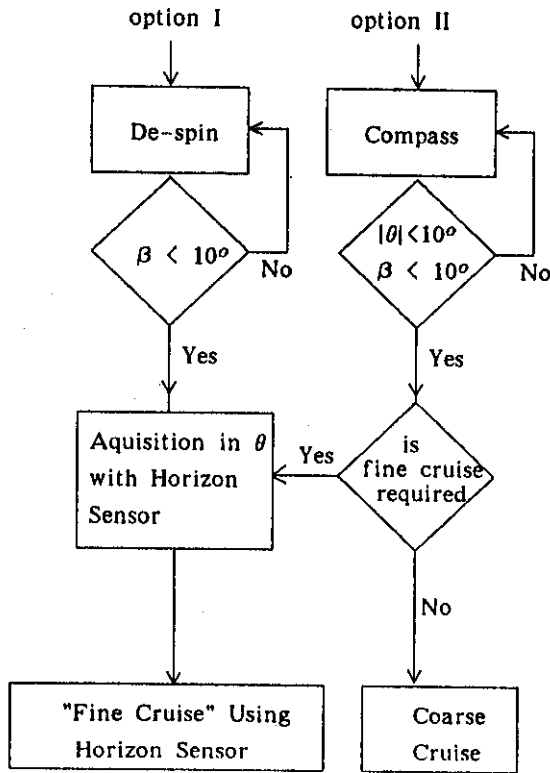 option I
option II
De-spin
Compass
β < 10°
No
|θ|<10°
β < 10°
No
Yes
Yes
Aquisition in θ
with Horizon
Sensor
Yes
is
fine cruise
required
No
"Fine Cruise" Using
Horizon Sensor
Coarse
Cruise